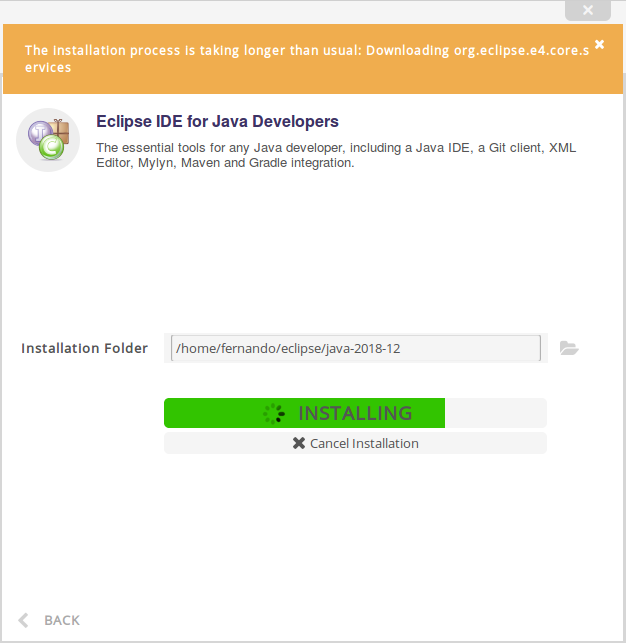 The installation process is taking longer than usual: Downloading org.eclipse.e4.core.s
ervices
Eclipse IDE for Java Developers
The essential tools for any Java developer, including a Java IDE, a Git client, XML
Editor, Mylyn, Maven and Gradle integration.
Installation Folder
/home/fernando/eclipse/java-2018-12
INSTALLING
Cancel Installation
BACK